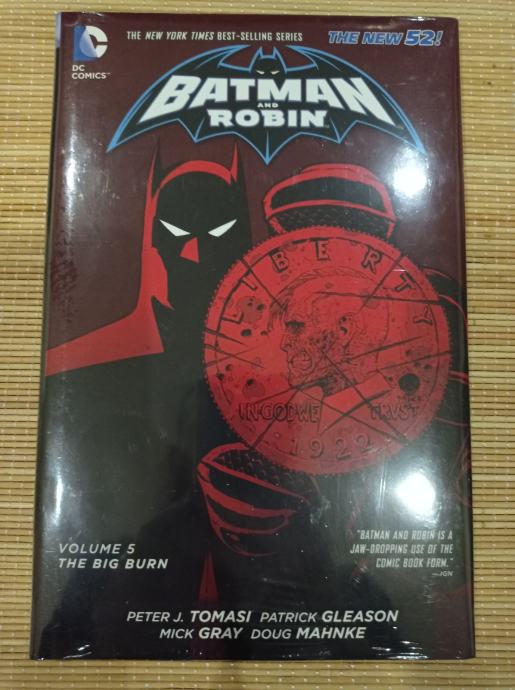 THE NEW YORK TIMES BEST-SELLING SERIES
THE NEW 52!
DC COMICS™
BATMAN
AND
ROBIN
LIBERTY
IN GOD WE TRVST
1922
VOLUME 5
THE BIG BURN
"BATMAN AND ROBIN IS A
JAW-DROPPING USE OF THE
COMIC BOOK FORM."
—IGN
PETER J. TOMASI PATRICK GLEASON
MICK GRAY DOUG MAHNKE